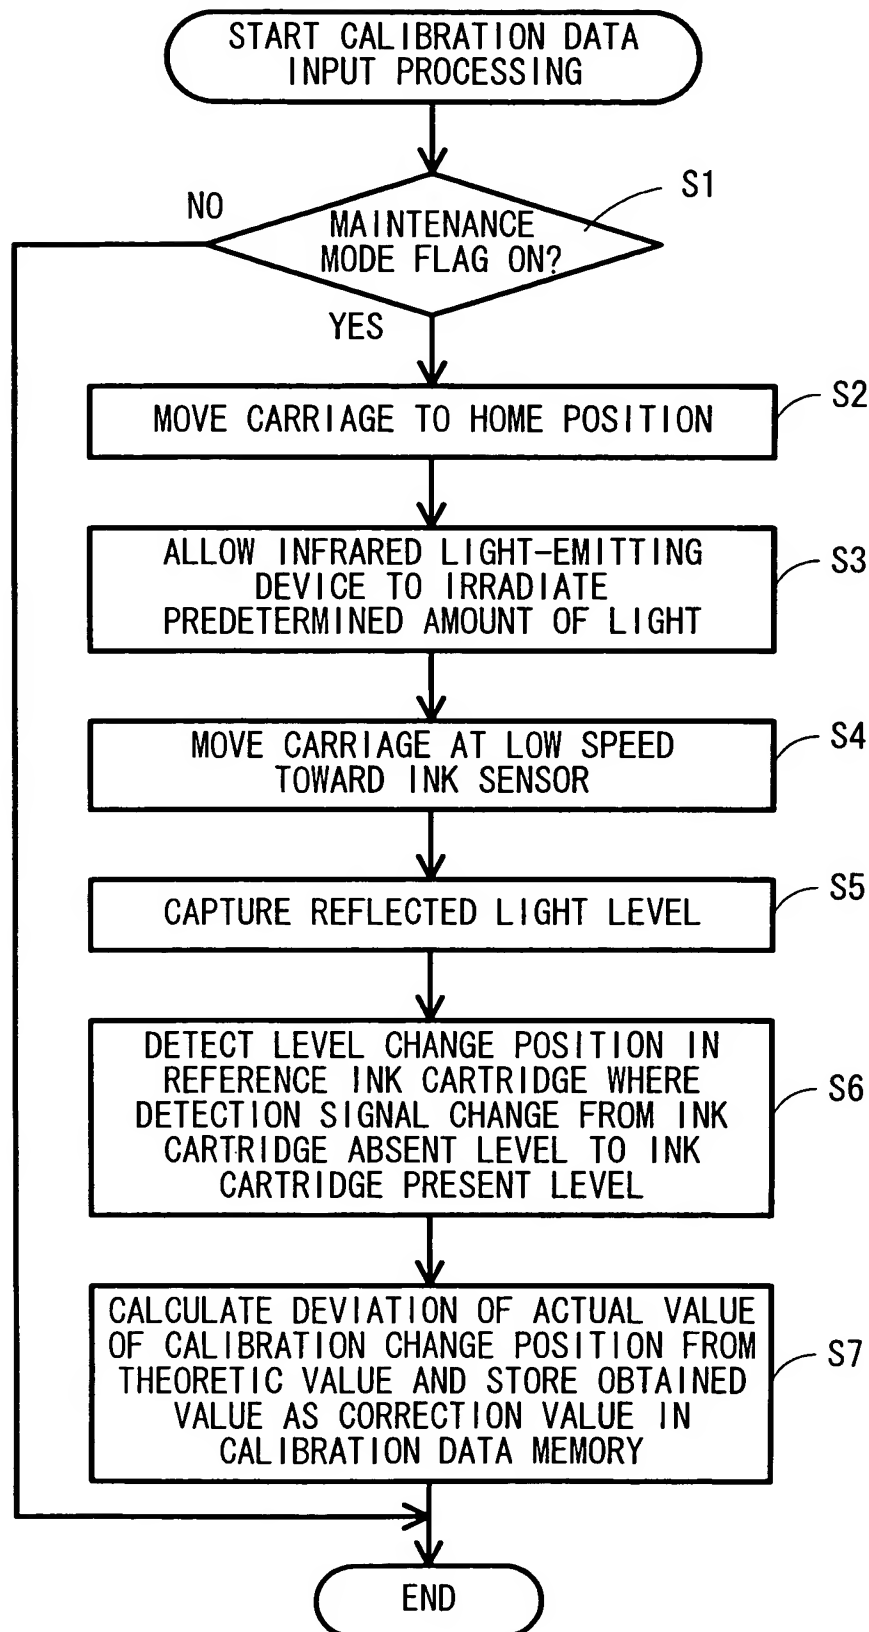 START CALIBRATION DATA
INPUT PROCESSING
S1
NO
MAINTENANCE
MODE FLAG ON?
YES
S2
MOVE CARRIAGE TO HOME POSITION
S3
ALLOW INFRARED LIGHT-EMITTING
DEVICE TO IRRADIATE
PREDETERMINED AMOUNT OF LIGHT
S4
MOVE CARRIAGE AT LOW SPEED
TOWARD INK SENSOR
S5
CAPTURE REFLECTED LIGHT LEVEL
S6
DETECT LEVEL CHANGE POSITION IN
REFERENCE INK CARTRIDGE WHERE
DETECTION SIGNAL CHANGE FROM INK
CARTRIDGE ABSENT LEVEL TO INK
CARTRIDGE PRESENT LEVEL
S7
CALCULATE DEVIATION OF ACTUAL VALUE
OF CALIBRATION CHANGE POSITION FROM
THEORETIC VALUE AND STORE OBTAINED
VALUE AS CORRECTION VALUE IN
CALIBRATION DATA MEMORY
END